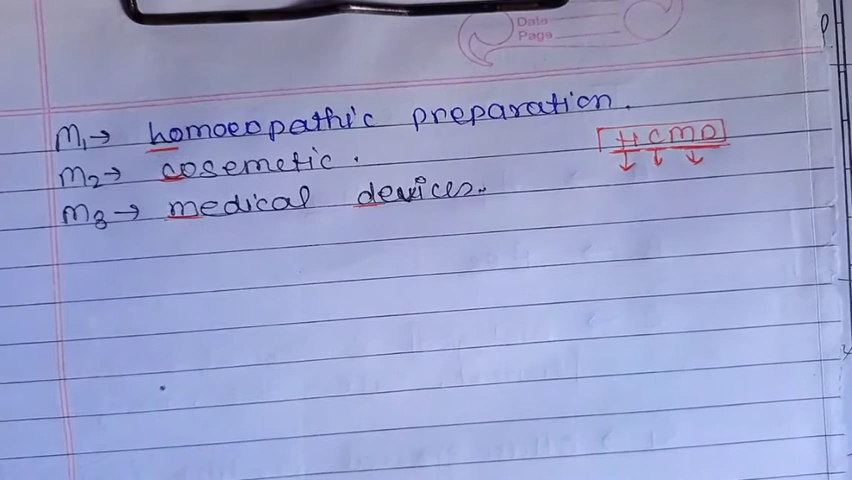 Date
Page
M1→ homoeopathic preparation.
HCMD
M2→ cosemetic.
M3→ medical devices.